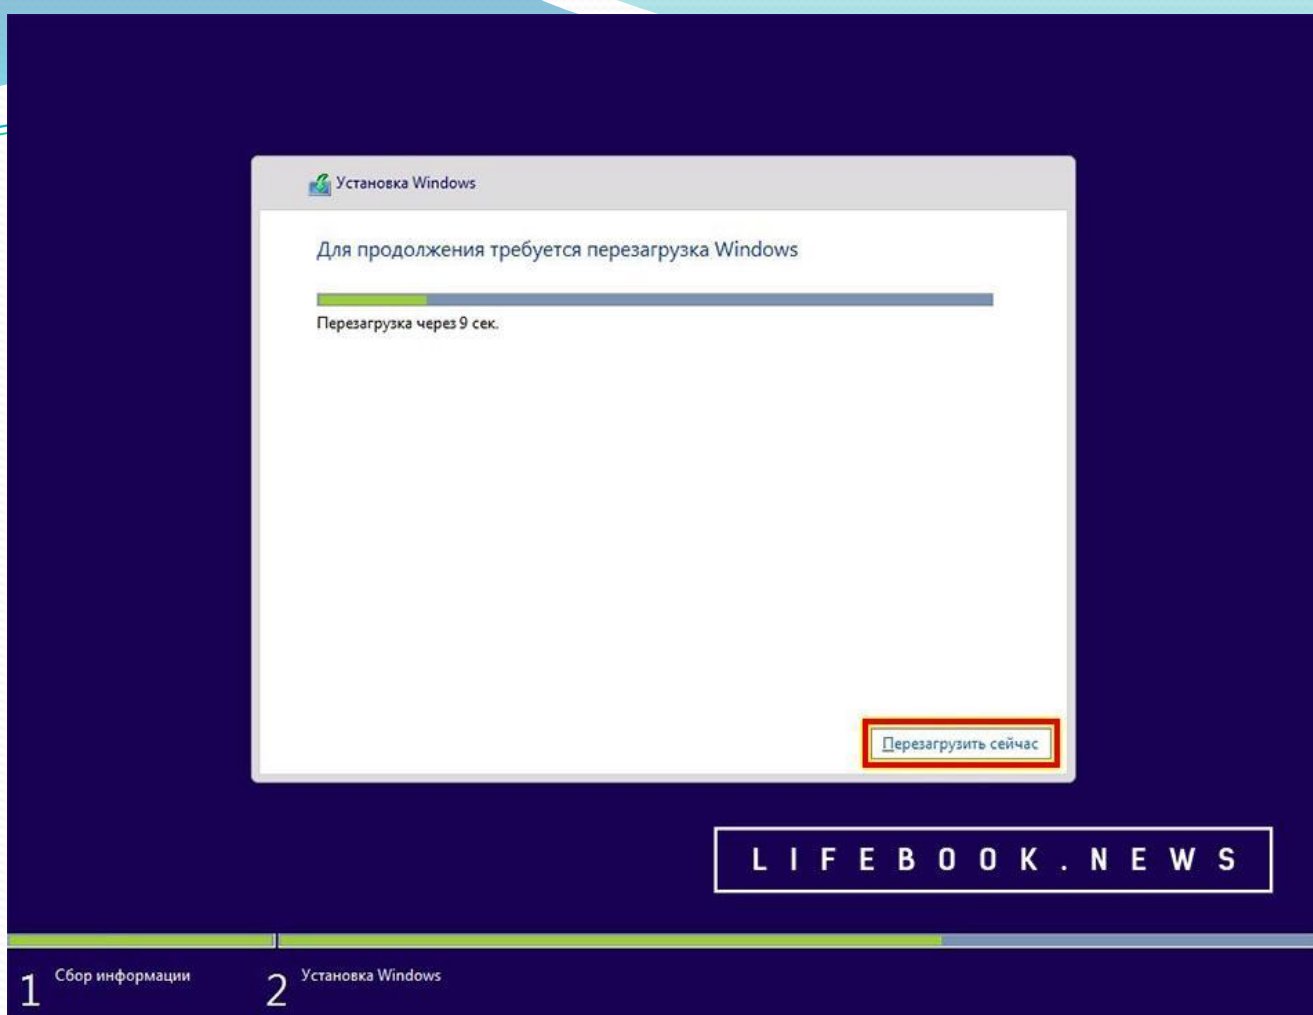 Установка Windows
Для продолжения требуется перезагрузка Windows
Перезагрузка через 9 сек.
Перезагрузить сейчас
LIFEBOOK.NEWS
1 Сбор информации
2 Установка Windows